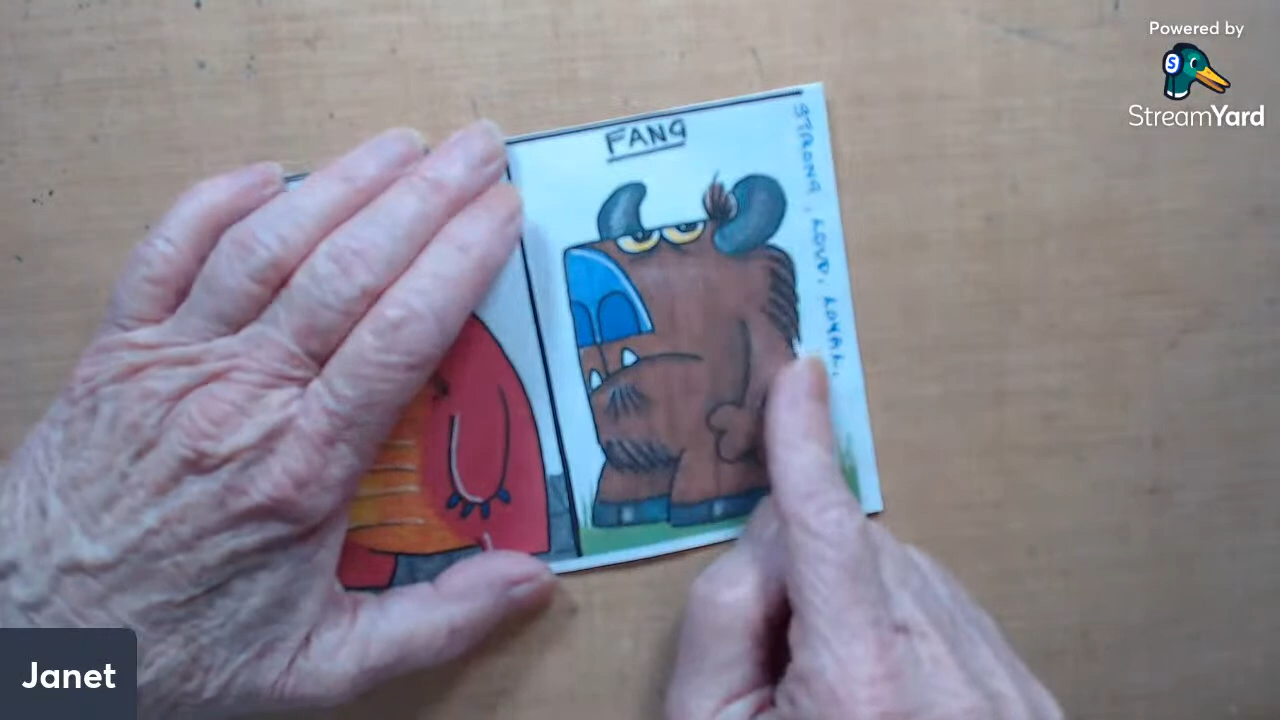 Powered by
StreamYard
FANG
STRONG, LOUD, LOYAL.
Janet